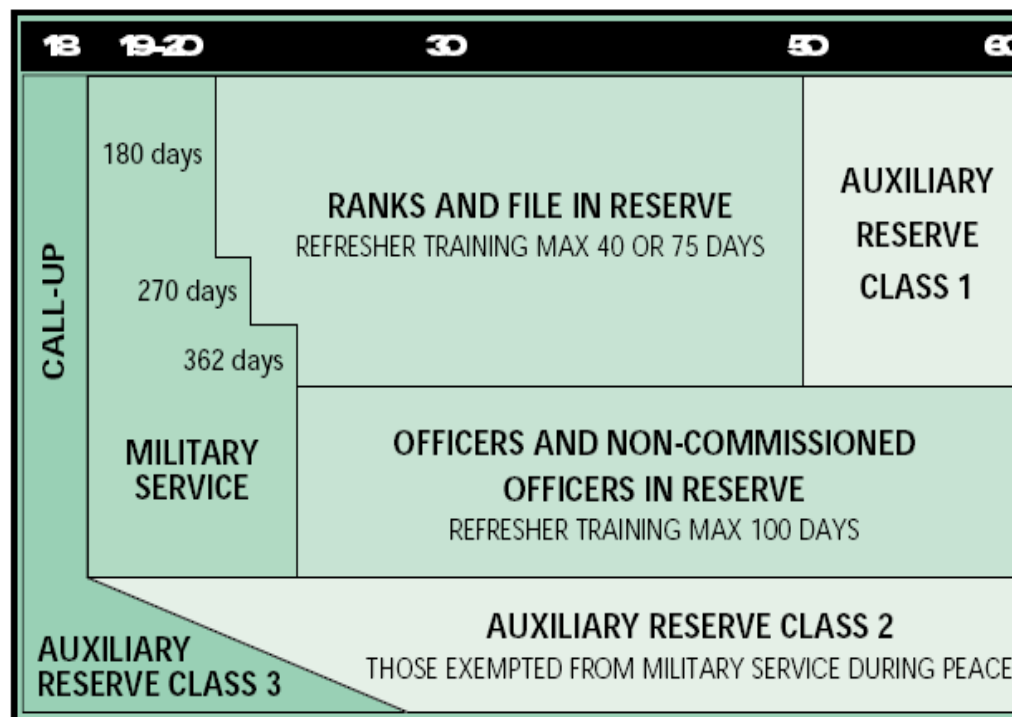 18 19-20 30 50 60
CALL-UP
180 days
270 days
362 days
MILITARY
SERVICE
RANKS AND FILE IN RESERVE
REFRESHER TRAINING MAX 40 OR 75 DAYS
AUXILIARY
RESERVE
CLASS 1
OFFICERS AND NON-COMMISSIONED
OFFICERS IN RESERVE
REFRESHER TRAINING MAX 100 DAYS
AUXILIARY RESERVE CLASS 2
THOSE EXEMPTED FROM MILITARY SERVICE DURING PEACE
AUXILIARY
RESERVE CLASS 3